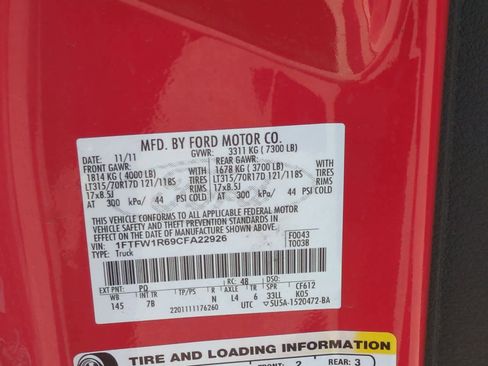 MFD. BY FORD MOTOR CO.
DATE: 11/11 GVWR: 3311 KG ( 7300 LB)
FRONT GAWR: REAR GAWR:
1814 KG ( 4000 LB) WITH 1678 KG ( 3700 LB) WITH
LT315/70R17D 121/118S TIRES LT315/70R17D 121/118S TIRES
17x8.5J RIMS 17x8.5J RIMS
AT 300 kPa/ 44 PSI COLD AT 300 kPa/ 44 PSI COLD
THIS VEHICLE CONFORMS TO ALL APPLICABLE FEDERAL MOTOR
VEHICLE SAFETY AND THEFT PREVENTION STANDARDS IN
EFFECT ON THE DATE OF MANUFACTURE SHOWN ABOVE.
VIN: 1FTFW1R69CFA22926 F0043
TYPE: Truck T0038
EXT PNT: PQ RC: 48 DSO:
WB INT TR TP/PS R AXLE TR SPR CF612
145 7B N L4 6 33LL K05
2201111176260 UTC 5U5A-1520472-BA
TIRE AND LOADING INFORMATION
FRONT: 2 REAR: 3